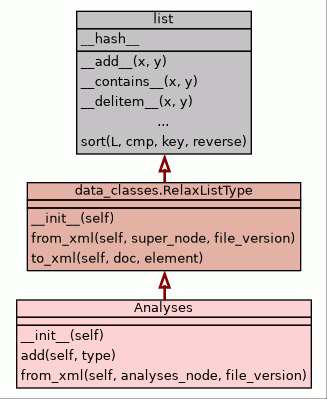 list
__hash__
__add__(x, y)
__contains__(x, y)
__delitem__(x, y)
...
sort(L, cmp, key, reverse)
data_classes.RelaxListType
__init__(self)
from_xml(self, super_node, file_version)
to_xml(self, doc, element)
Analyses
__init__(self)
add(self, type)
from_xml(self, analyses_node, file_version)